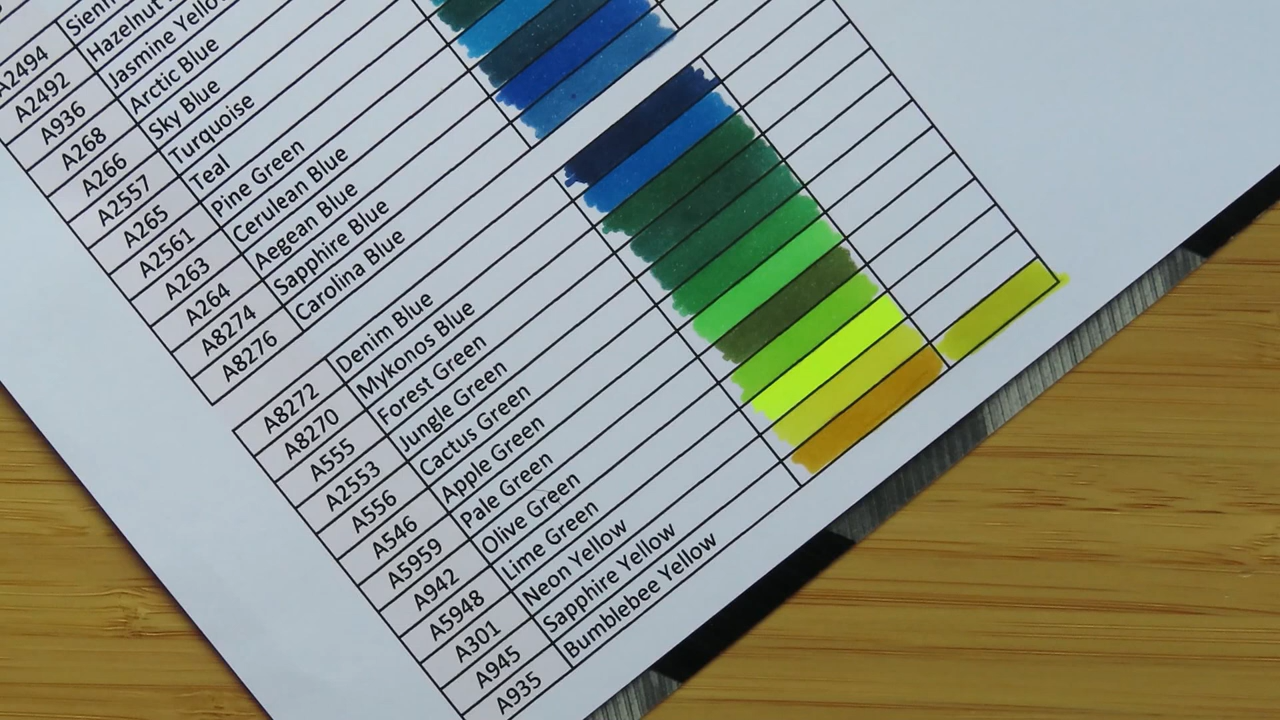 A2494 Sienn
A2492 Hazelnut
A936 Jasmine Yello
A268 Arctic Blue
A266 Sky Blue
A2557 Turquoise
A265 Teal
A2561 Pine Green
A263 Cerulean Blue
A264 Aegean Blue
A8274 Sapphire Blue
A8276 Carolina Blue
A8272 Denim Blue
A8270 Mykonos Blue
A555 Forest Green
A2553 Jungle Green
A556 Cactus Green
A546 Apple Green
A5959 Pale Green
A942 Olive Green
A5948 Lime Green
A301 Neon Yellow
A945 Sapphire Yellow
A935 Bumblebee Yellow